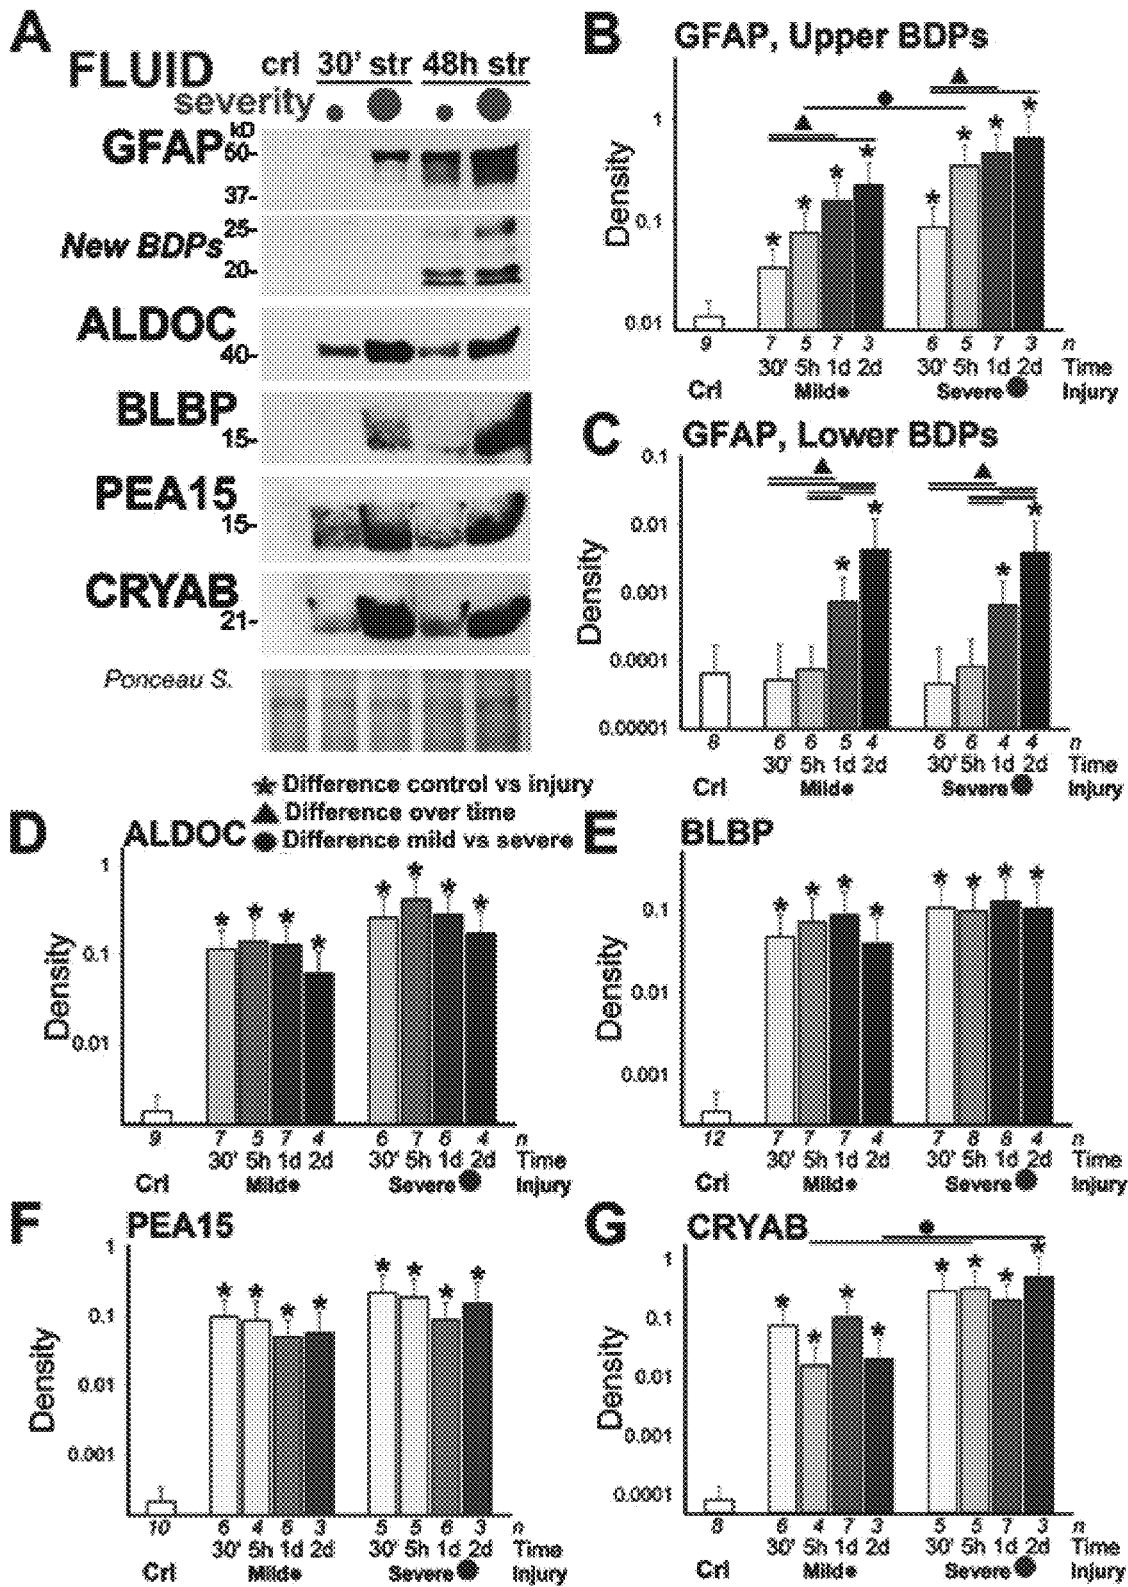 A
FLUID crl 30' str 48h str
severity
kD
GFAP 50-
37-
New BDPs 25-
20-
ALDOC 40-
BLBP 15-
PEA15 15-
CRYAB 21-
Ponceau S.
B GFAP, Upper BDPs
Density
1
0.1
0.01
9 7 5 7 3 6 5 7 3 n
30' 5h 1d 2d 30' 5h 1d 2d Time
Crl Mild Severe Injury
C GFAP, Lower BDPs
Density
0.1
0.01
0.001
0.0001
0.00001
5 4 4 4 n
30' 5h 1d 2d 30' 5h 1d 2d Time
Crl Mild Severe Injury
★ Difference control vs injury
▲ Difference over time
● Difference mild vs severe
D ALDOC
Density
1
0.1
0.01
9 7 5 7 4 6 7 6 4 n
30' 5h 1d 2d 30' 5h 1d 2d Time
Crl Mild Severe Injury
E BLBP
Density
0.1
0.01
0.001
12 7 7 7 4 7 4 n
30' 5h 1d 2d 30' 5h 1d 2d Time
Crl Mild Severe Injury
F PEA15
Density
1
0.1
0.01
0.001
10 6 4 3 5 5 6 3 n
30' 5h 1d 2d 30' 5h 1d 2d Time
Crl Mild Severe Injury
G CRYAB
Density
1
0.1
0.01
0.001
0.0001
6 4 7 3 5 5 7 3 n
30' 5h 1d 2d 30' 5h 1d 2d Time
Crl Mild Severe Injury